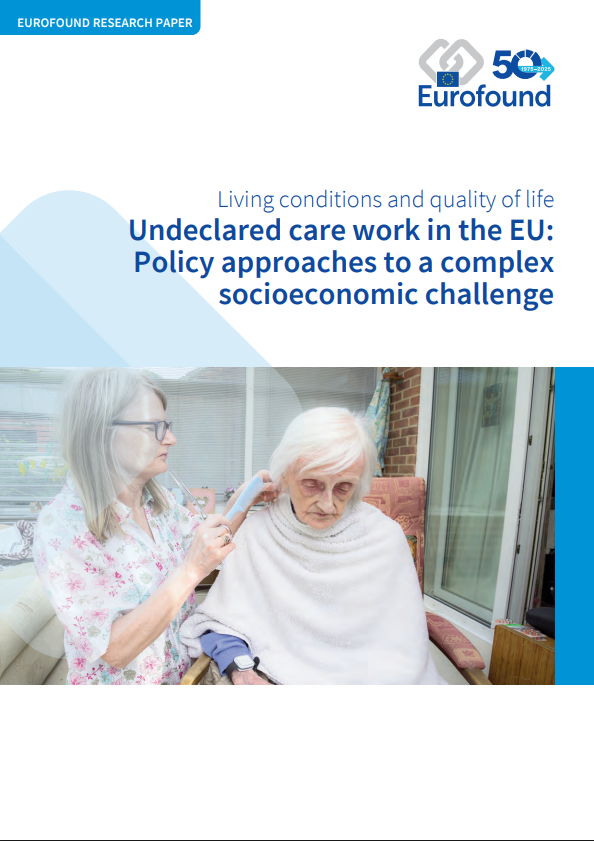 EUROFOUND RESEARCH PAPER
50
1975–2025
Eurofound
Living conditions and quality of life
Undeclared care work in the EU:
Policy approaches to a complex
socioeconomic challenge